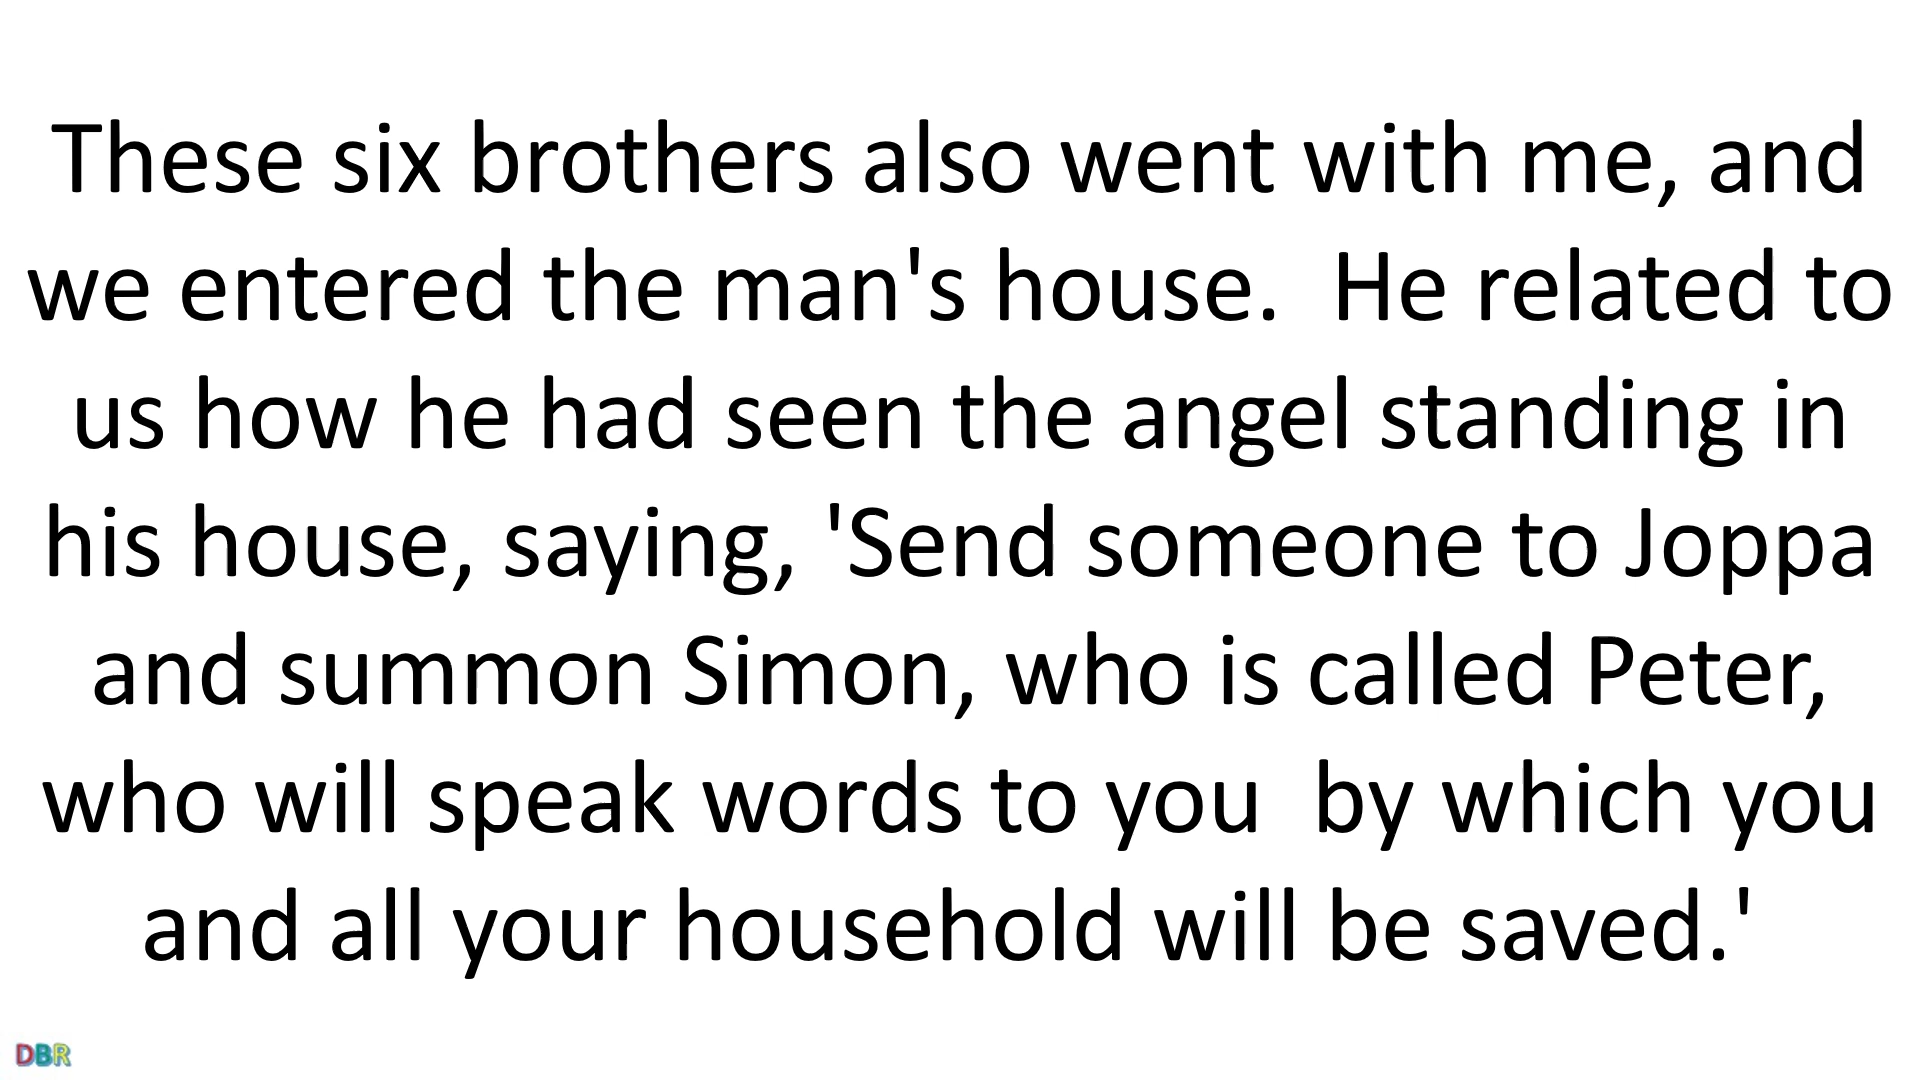 These six brothers also went with me, and
we entered the man's house.  He related to
us how he had seen the angel standing in
his house, saying, 'Send someone to Joppa
and summon Simon, who is called Peter,
who will speak words to you  by which you
and all your household will be saved.'
DBR